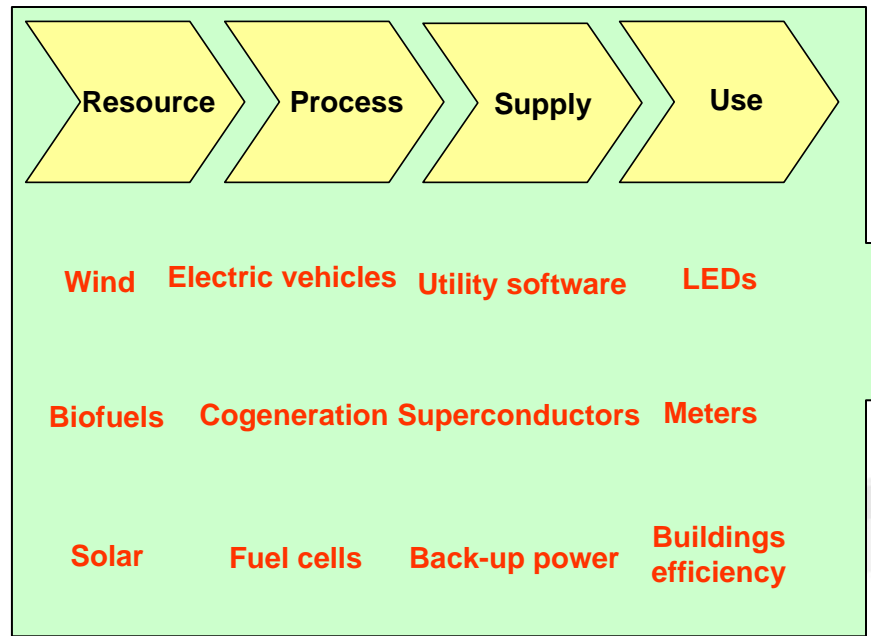 Resource Process Supply Use
Wind Electric vehicles Utility software LEDs
Biofuels Cogeneration Superconductors Meters
Solar Fuel cells Back-up power Buildings
efficiency